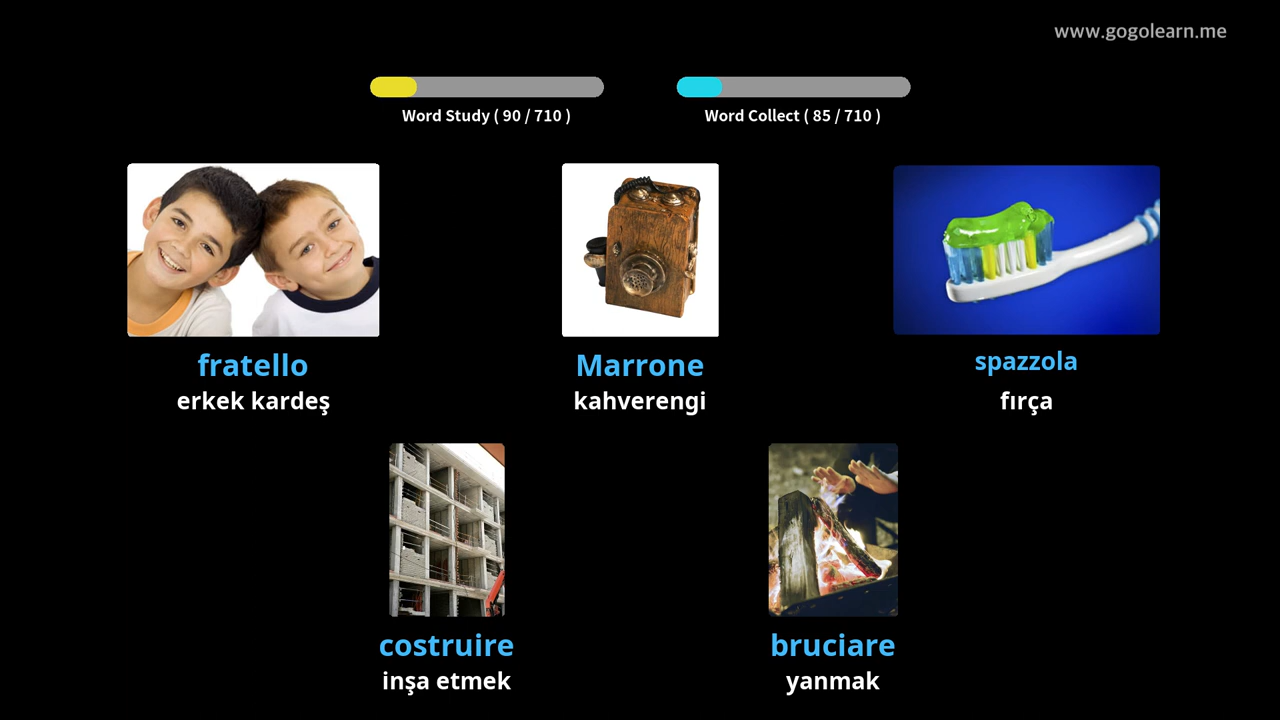 www.gogolearn.me
Word Study ( 90 / 710 )
Word Collect ( 85 / 710 )
fratello
erkek kardeş
Marrone
kahverengi
spazzola
fırça
costruire
inşa etmek
bruciare
yanmak